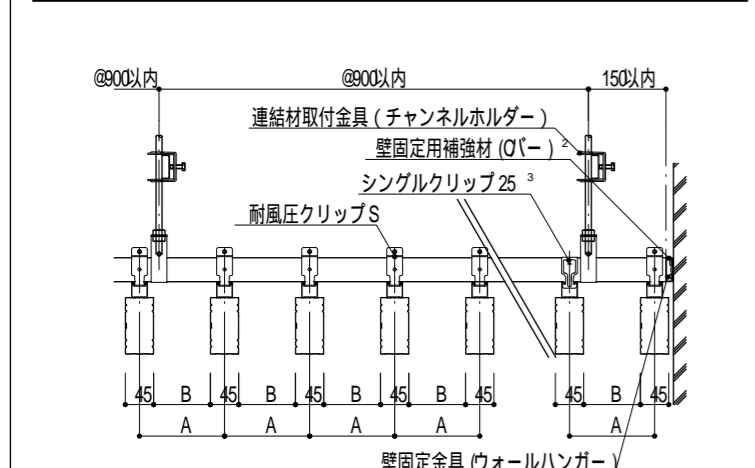 @900以内 @900以内 150以内
連結材取付金具 ( チャンネルホルダー )
壁固定用補強材 (Cバー ) 2
シングルクリップ 25 3
耐風圧クリップ S
45 B 45 B 45 B 45 B 45 45 B 45
A A A A A
壁固定金具 (ウォールハンガー )